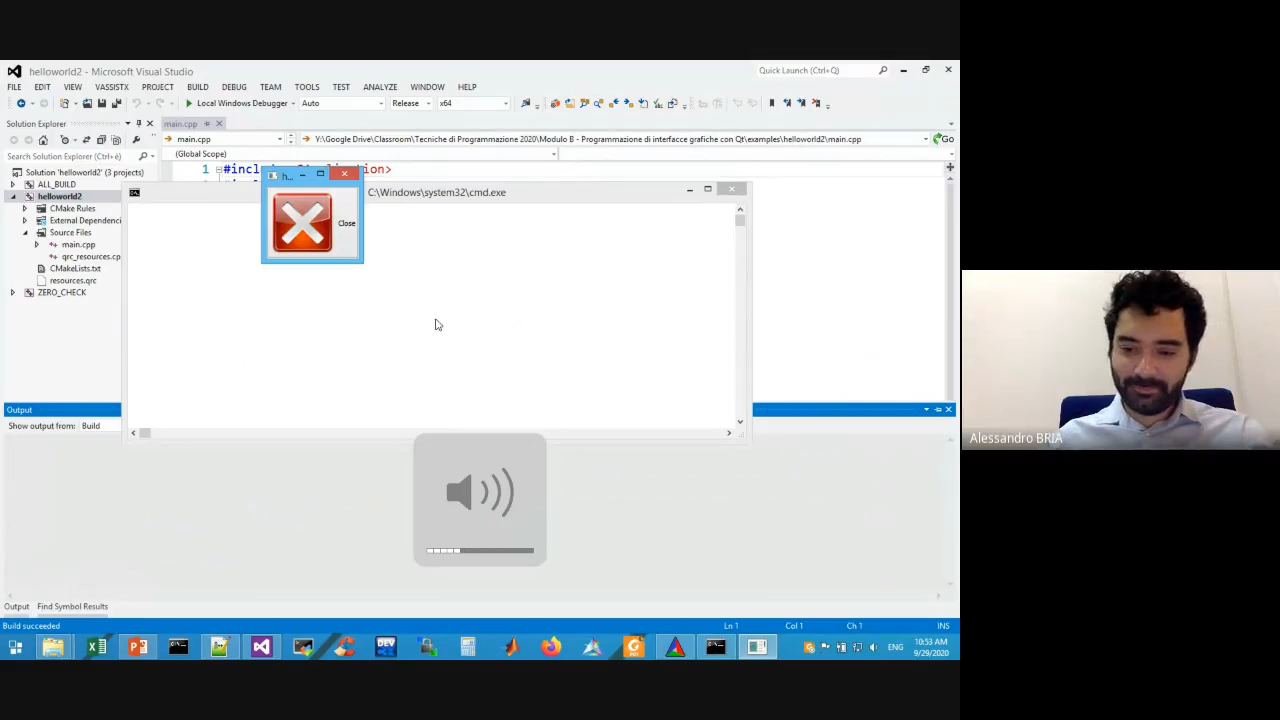 helloworld2 - Microsoft Visual Studio
Quick Launch (Ctrl+Q)
FILE EDIT VIEW VASSISTX PROJECT BUILD DEBUG TEAM TOOLS TEST ANALYZE WINDOW HELP
Local Windows Debugger Auto Release x64
Solution Explorer
main.cpp
main.cpp
Y:\Google Drive\Classroom\Tecniche di Programmazione 2020\Modulo B - Programmazione di interfacce grafiche con Qt\examples\helloworld2\main.cpp
Go
Search Solution Explorer (Ctrl+è)
(Global Scope)
Solution 'helloworld2' (3 projects)
ALL_BUILD
helloworld2
CMake Rules
External Dependenci
Source Files
main.cpp
qrc_resources.cp
CMakeLists.txt
resources.qrc
ZERO_CHECK
1
h...
C:\Windows\system32\cmd.exe
Close
Output
Show output from: Build
Output Find Symbol Results
Build succeeded
Ln 1 Col 1 Ch 1 INS
DEV
ENG
10:53 AM
9/29/2020
Alessandro BRIA